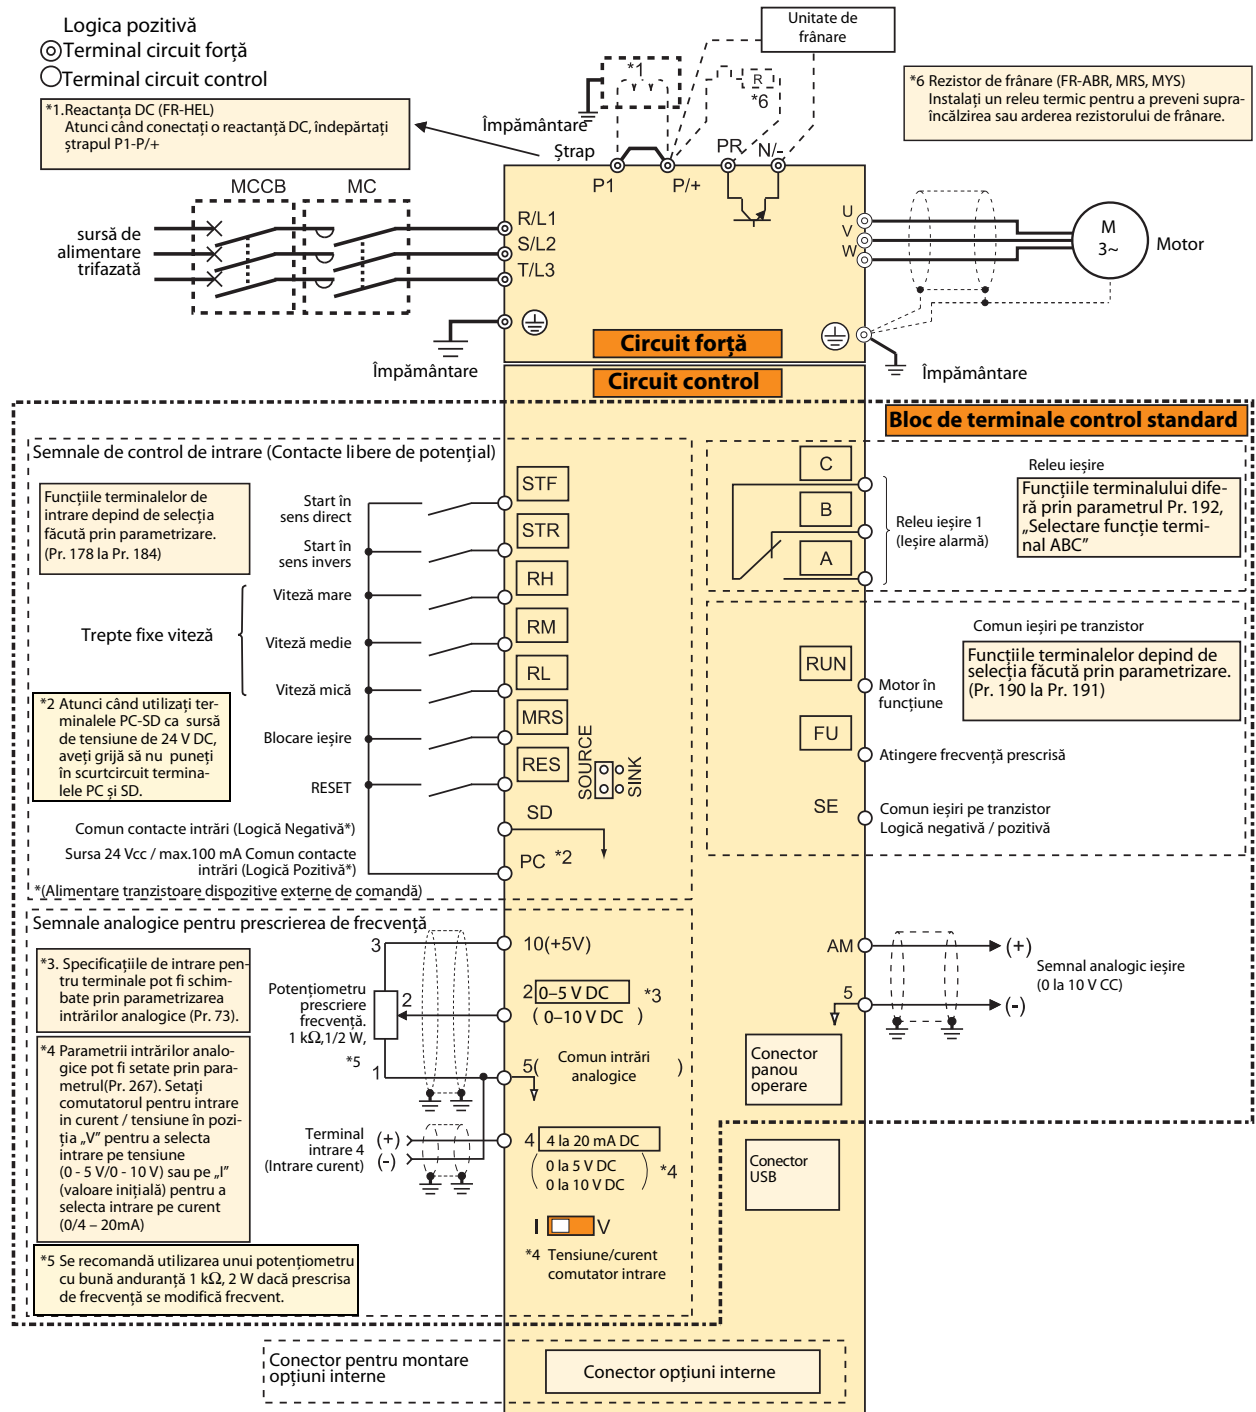 Logica pozitivă
Terminal circuit forță
Terminal circuit control
*1.Reactanța DC (FR-HEL)
Atunci când conectați o reactanță DC, îndepărtați
ștrapul P1-P/+
Unitate de
frânare
*1
R
*6
Împământare
Ștrap
*6 Rezistor de frânare (FR-ABR, MRS, MYS)
Instalați un releu termic pentru a preveni supra-
încălzirea sau arderea rezistorului de frânare.
P1
P/+
PR
N/-
MCCB
MC
sursă de
alimentare
trifazată
R/L1
S/L2
T/L3
U
V
W
M
3~
Motor
Împământare
Circuit forță
Împământare
Circuit control
Bloc de terminale control standard
Semnale de control de intrare (Contacte libere de potențial)
Funcțiile terminalelor de
intrare depind de selecția
făcută prin parametrizare.
(Pr. 178 la Pr. 184)
Start în
sens direct
STF
Start în
sens invers
STR
Viteză mare
RH
Trepte fixe viteză
Viteză medie
RM
Viteză mică
RL
*2 Atunci când utilizați ter-
minalele PC-SD ca sursă
de tensiune de 24 V DC,
aveți grijă să nu puneți
în scurtcircuit termina-
lele PC și SD.
Blocare ieșire
MRS
RESET
RES
SOURCE
SINK
Comun contacte intrări (Logică Negativă*)
SD
Sursa 24 Vcc / max.100 mA Comun contacte
intrări (Logică Pozitivă*)
PC *2
*(Alimentare tranzistoare dispozitive externe de comandă)
C
B
A
Releu ieșire 1
(Ieșire alarmă)
Releu ieșire
Funcțiile terminalului dife-
ră prin parametrul Pr. 192,
„Selectare funcție termi-
nal ABC”
Comun ieșiri pe tranzistor
Funcțiile terminalelor depind de
selecția făcută prin parametrizare.
(Pr. 190 la Pr. 191)
RUN
Motor în
funcțiune
FU
Atingere frecvență prescrisă
SE
Comun ieșiri pe tranzistor
Logică negativă / pozitivă
Semnale analogice pentru prescrierea de frecvență
*3. Specificațiile de intrare pen-
tru terminale pot fi schim-
bate prin parametrizarea
intrărilor analogice (Pr. 73).
Potențiometru
prescriere
frecvență.
1 kΩ,1/2 W,
*5
3
2
1
10(+5V)
2 0–5 V DC *3
( 0–10 V DC )
5( Comun intrări
analogice )
*4 Parametrii intrărilor analo-
gice pot fi setate prin para-
metrul(Pr. 267). Setați
comutatorul pentru intrare
in curent / tensiune în pozi-
ția „V” pentru a selecta
intrare pe tensiune
(0 - 5 V/0 - 10 V) sau pe „I”
(valoare inițială) pentru a
selecta intrare pe curent
(0/4 – 20mA)
Terminal
intrare 4
(Intrare curent)
(+)
(-)
4 4 la 20 mA DC
( 0 la 5 V DC
0 la 10 V DC ) *4
I V
*4 Tensiune/curent
comutator intrare
*5 Se recomandă utilizarea unui potențiometru
cu bună anduranță 1 kΩ, 2 W dacă prescrisa
de frecvență se modifică frecvent.
AM
(+)
Semnal analogic ieșire
(0 la 10 V CC)
5
(-)
Conector
panou
operare
Conector
USB
Conector pentru montare
opțiuni interne
Conector opțiuni interne